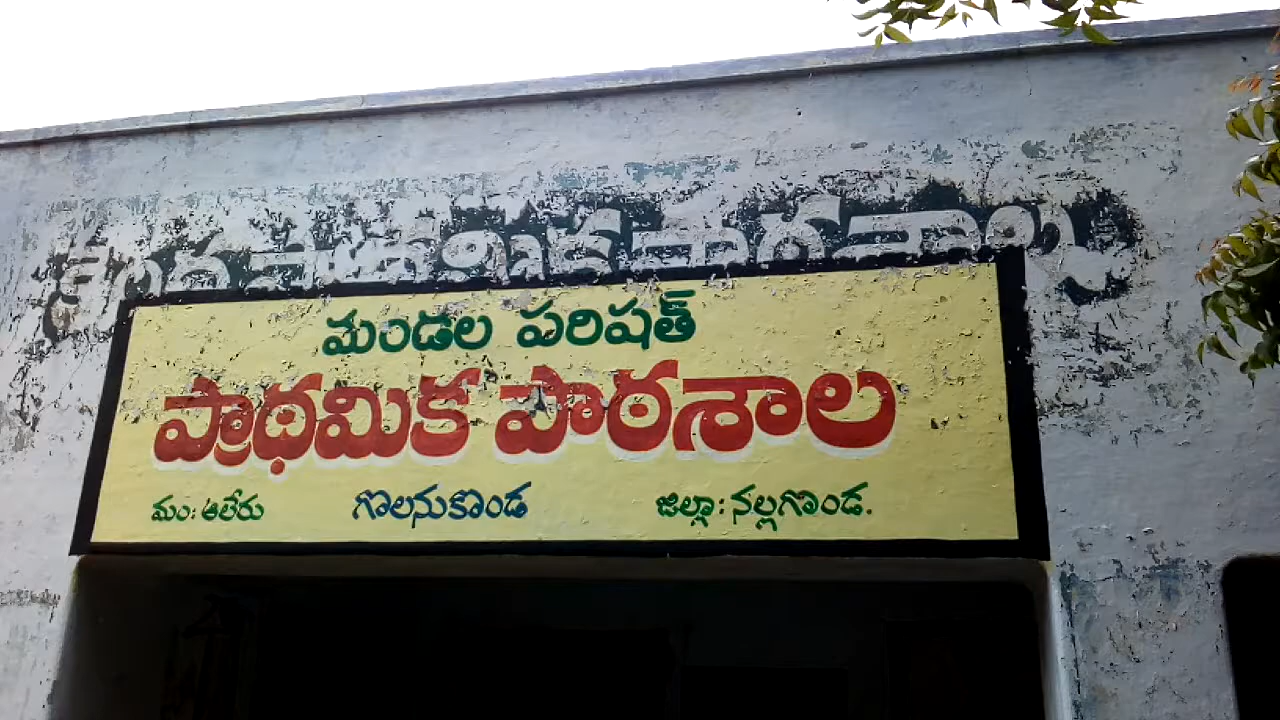 మండల పరిషత్
ప్రాథమిక పాఠశాల
మం: ఆలేరు గొలనుకొండ జిల్లా: నల్లగొండ.